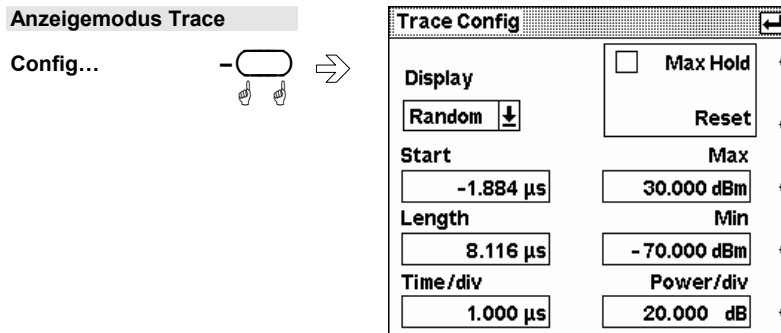 Anzeigemodus Trace
Config…
Trace Config
Display
Random
Max Hold
Reset
Start
Max
-1.884 µs
30.000 dBm
Length
Min
8.116 µs
-70.000 dBm
Time/div
Power/div
1.000 µs
20.000 dB